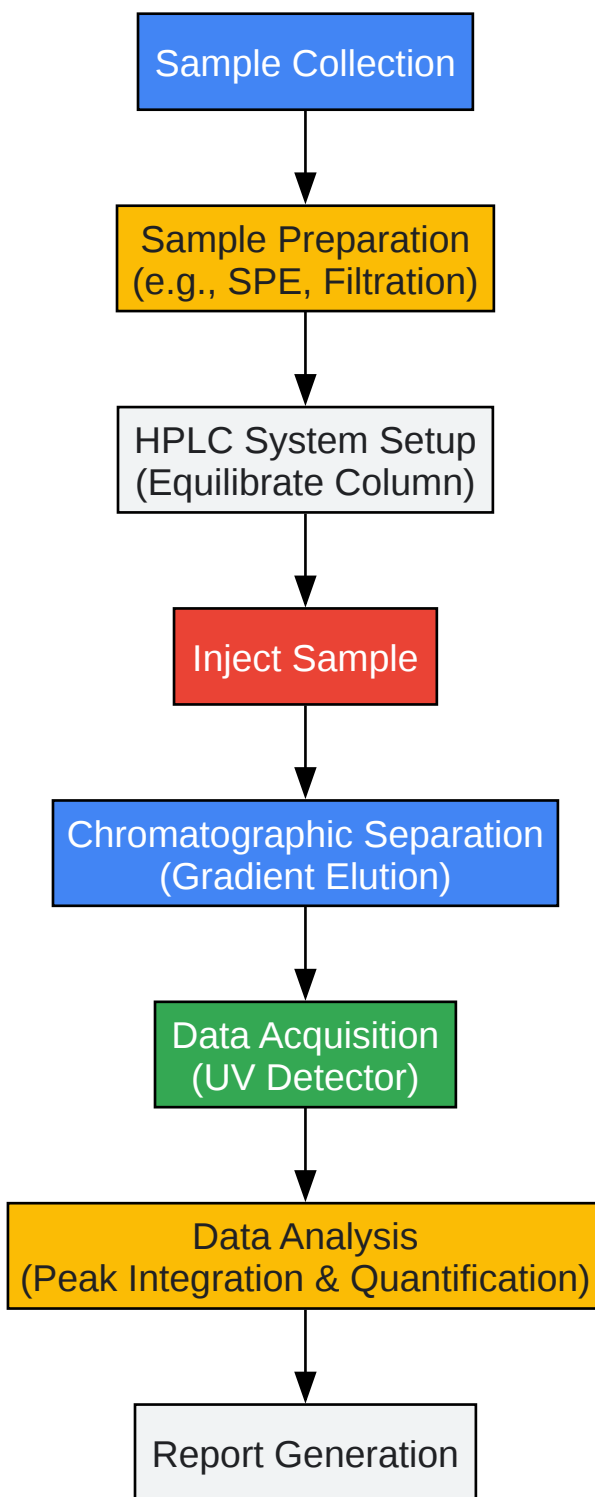 Sample Collection
Sample Preparation
(e.g., SPE, Filtration)
HPLC System Setup
(Equilibrate Column)
Inject Sample
Chromatographic Separation
(Gradient Elution)
Data Acquisition
(UV Detector)
Data Analysis
(Peak Integration & Quantification)
Report Generation